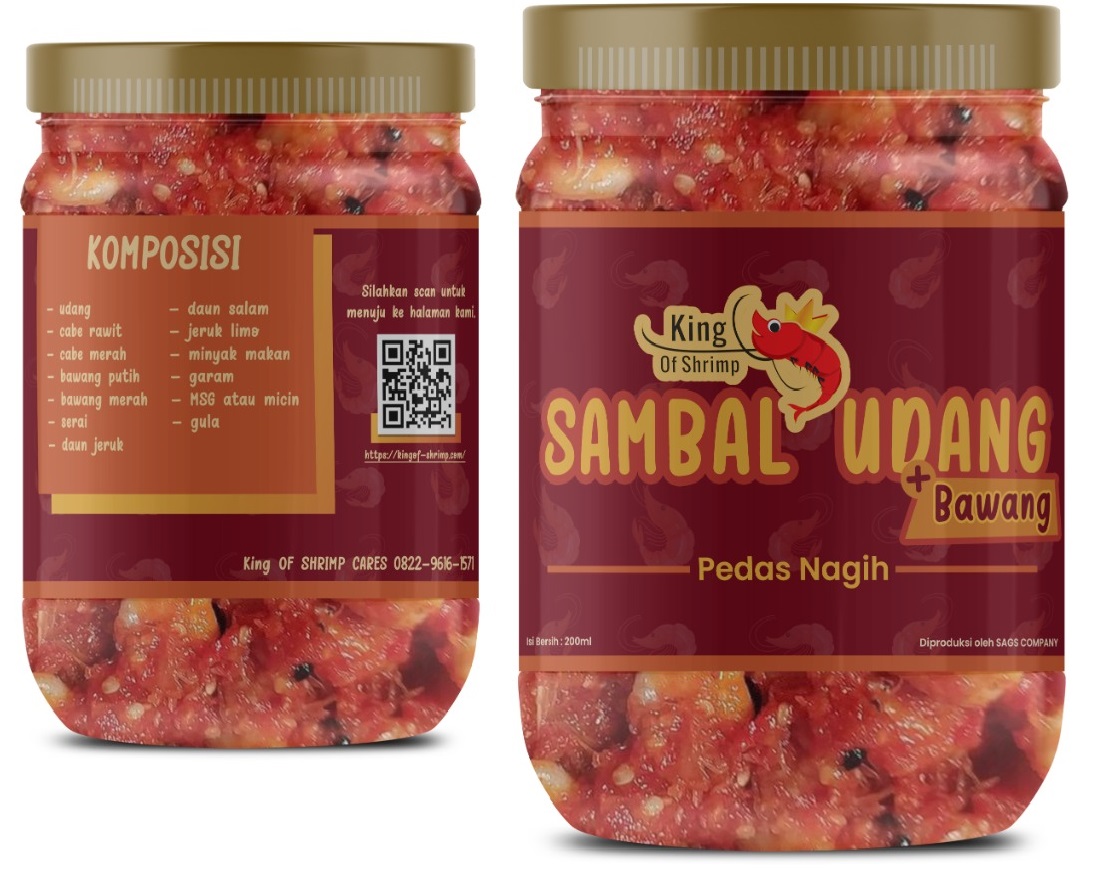 KOMPOSISI
- udang
- cabe rawit
- cabe merah
- bawang putih
- bawang merah
- serai
- daun jeruk
- daun salam
- jeruk limo
- minyak makan
- garam
- MSG atau micin
- gula
Silahkan scan untuk
menuju ke halaman kami.
https://kingof-shrimp.com/
King OF SHRIMP CARES 0822-9616-1571
King
Of Shrimp
SAMBAL UDANG
+
Bawang
Pedas Nagih
Isi Bersih : 200ml
Diproduksi oleh SAGS COMPANY